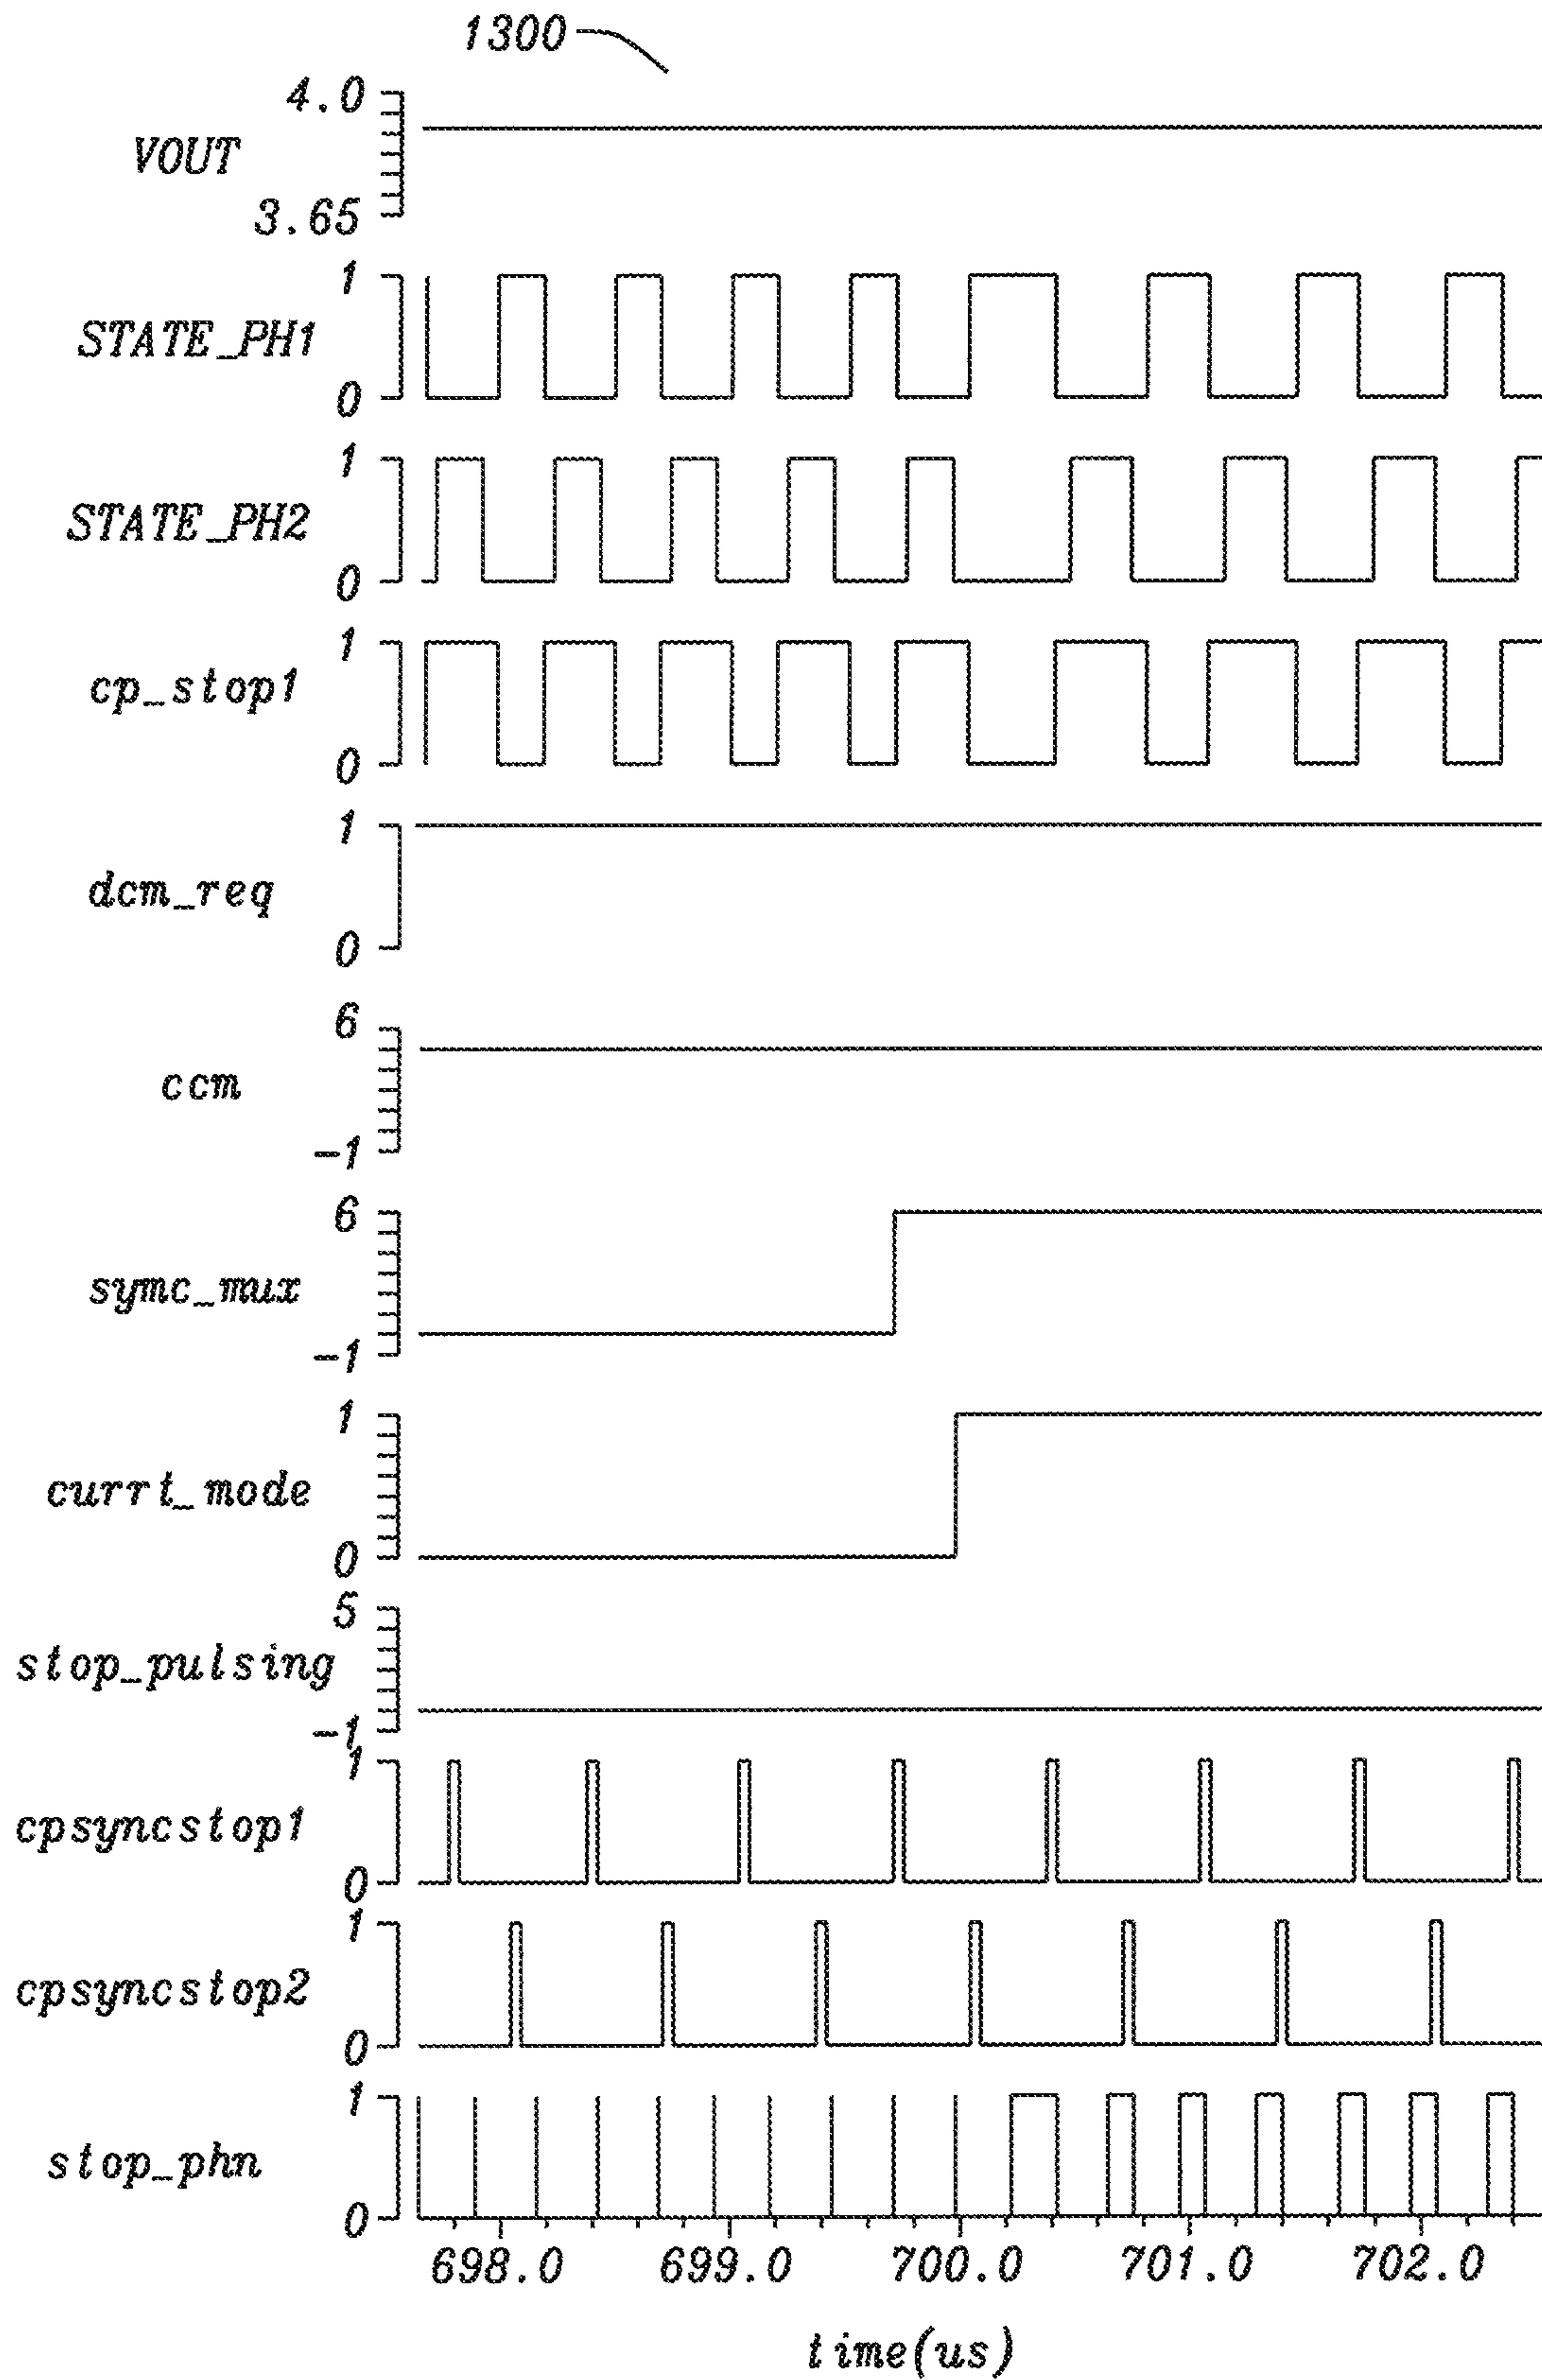 1300
4.0
VOUT
3.65
1
STATE_PH1
0
1
STATE_PH2
0
1
cp_stop1
0
1
dcm_req
0
6
ccm
-1
6
symc_mux
-1
1
currt_mode
0
5
stop_pulsing
-1
1
cpsyncstop1
0
1
cpsyncstop2
0
1
stop_phn
0
698.0 699.0 700.0 701.0 702.0
time(us)